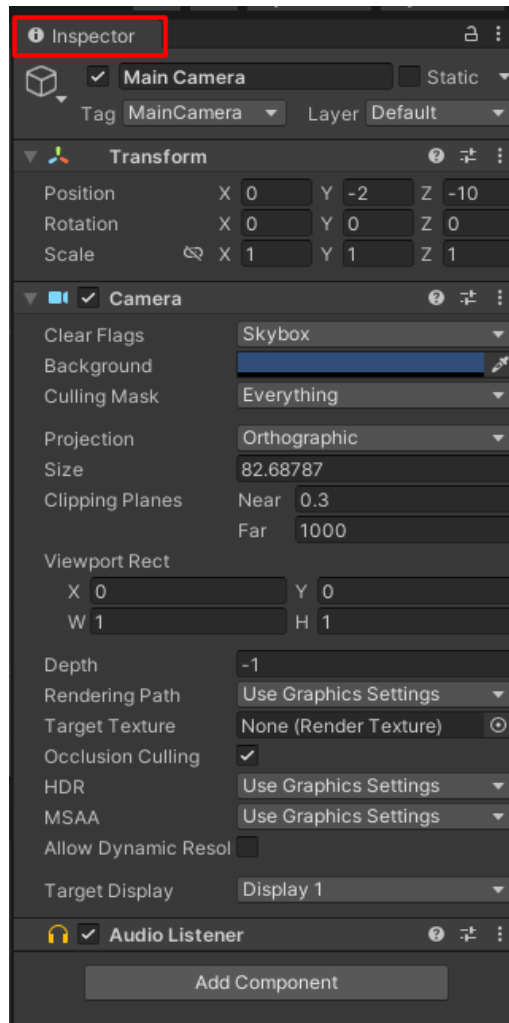 Inspector
Main Camera Static
Tag MainCamera Layer Default
Transform
Position X 0 Y -2 Z -10
Rotation X 0 Y 0 Z 0
Scale X 1 Y 1 Z 1
Camera
Clear Flags Skybox
Background
Culling Mask Everything
Projection Orthographic
Size 82.68787
Clipping Planes Near 0.3
Far 1000
Viewport Rect
X 0 Y 0
W 1 H 1
Depth -1
Rendering Path Use Graphics Settings
Target Texture None (Render Texture)
Occlusion Culling
HDR Use Graphics Settings
MSAA Use Graphics Settings
Allow Dynamic Resol
Target Display Display 1
Audio Listener
Add Component